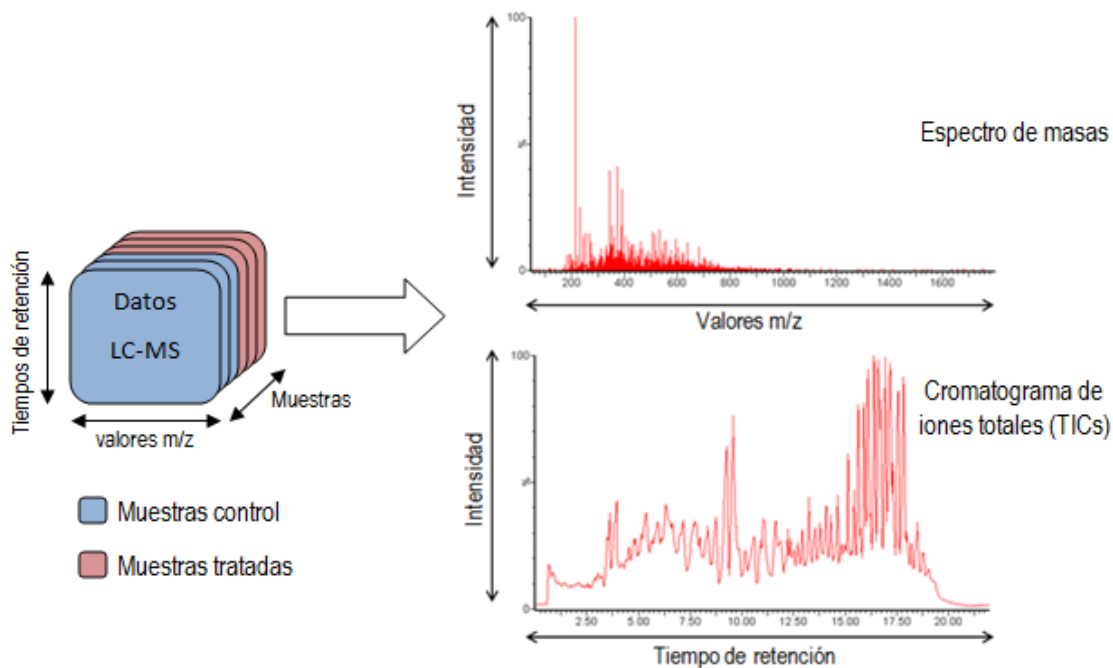 Tiempos de retención
Datos
LC-MS
valores m/z
Muestras
Muestras control
Muestras tratadas
Intensidad
100
%
0
200 400 600 800 1000 1200 1400 1600
Valores m/z
Espectro de masas
Intensidad
100
%
0
2.50 5.00 7.50 10.00 12.50 15.00 17.50 20.00
Tiempo de retención
Cromatograma de
iones totales (TICs)